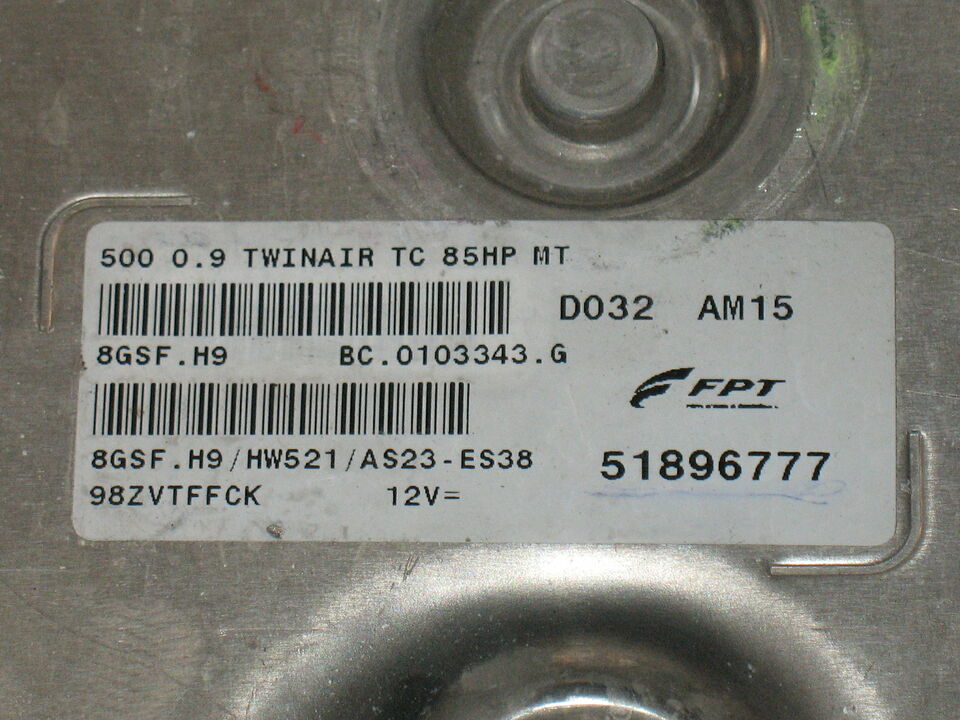 500 0.9 TWINAIR TC 85HP MT
D032 AM15
8GSF.H9 BC.0103343.G
FPT
8GSF.H9/HW521/AS23-ES38
51896777
98ZVTFFCK 12V=